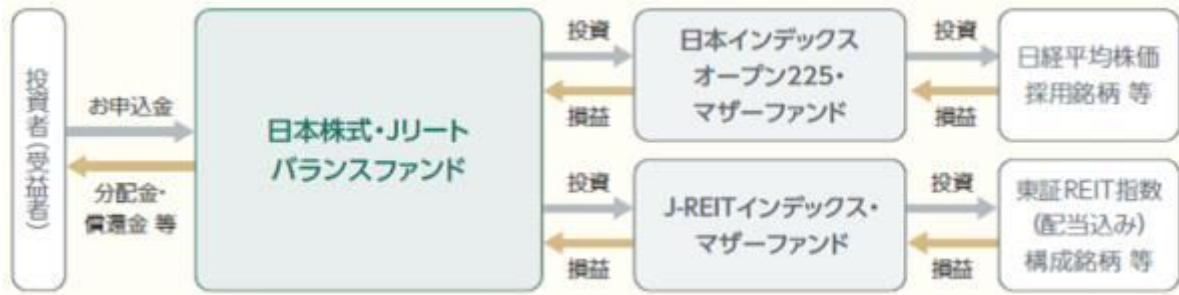 投資者(受益者)
お申込金
分配金・
償還金 等
日本株式・Jリート
バランスファンド
投資
損益
日本インデックス
オープン225・
マザーファンド
投資
損益
日経平均株価
採用銘柄 等
投資
損益
J-REITインデックス・
マザーファンド
投資
損益
東証REIT指数
(配当込み)
構成銘柄 等